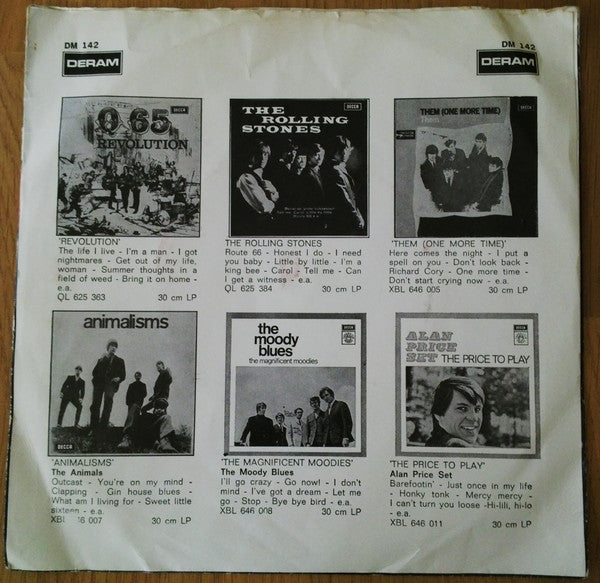 DM 142
DM 142
DERAM
DERAM
Q 65
REVOLUTION
DECCA
THE
ROLLING
STONES
DECCA
THEM (ONE MORE TIME)
Them
DECCA
'REVOLUTION'
The life I live - I'm a man - I got
nightmares - Get out of my life,
woman - Summer thoughts in a
field of weed - Bring it on home -
e.a.
QL 625 363 30 cm LP
THE ROLLING STONES
Route 66 - Honest I do - I need
you baby - Little by little - I'm a
king bee - Carol - Tell me - Can
I get a witness - e.a.
QL 625 384 30 cm LP
'THEM (ONE MORE TIME)'
Here comes the night - I put a
spell on you - Don't look back -
Richard Cory - One more time -
Don't start crying now - e.a.
XBL 646 005 30 cm LP
animalisms
DECCA
the
moody
blues
the magnificent moodies
DECCA
ALAN
PRICE
SET THE PRICE TO PLAY
DECCA
'ANIMALISMS'
The Animals
Outcast - You're on my mind -
Clapping - Gin house blues -
What am I living for - Sweet little
sixteen - e.a.
XBL 007 30 cm LP
'THE MAGNIFICENT MOODIES'
The Moody Blues
I'll go crazy - Go now! - I don't
mind - I've got a dream - Let me
go - Stop - Bye bye bird - e.a.
XBL 646 008 30 cm LP
'THE PRICE TO PLAY'
Alan Price Set
Barefootin' - Just once in my life
- Honky tonk - Mercy mercy -
I can't turn you loose -Hi-lili, hi-lo
- e.a.
XBL 646 011 30 cm LP